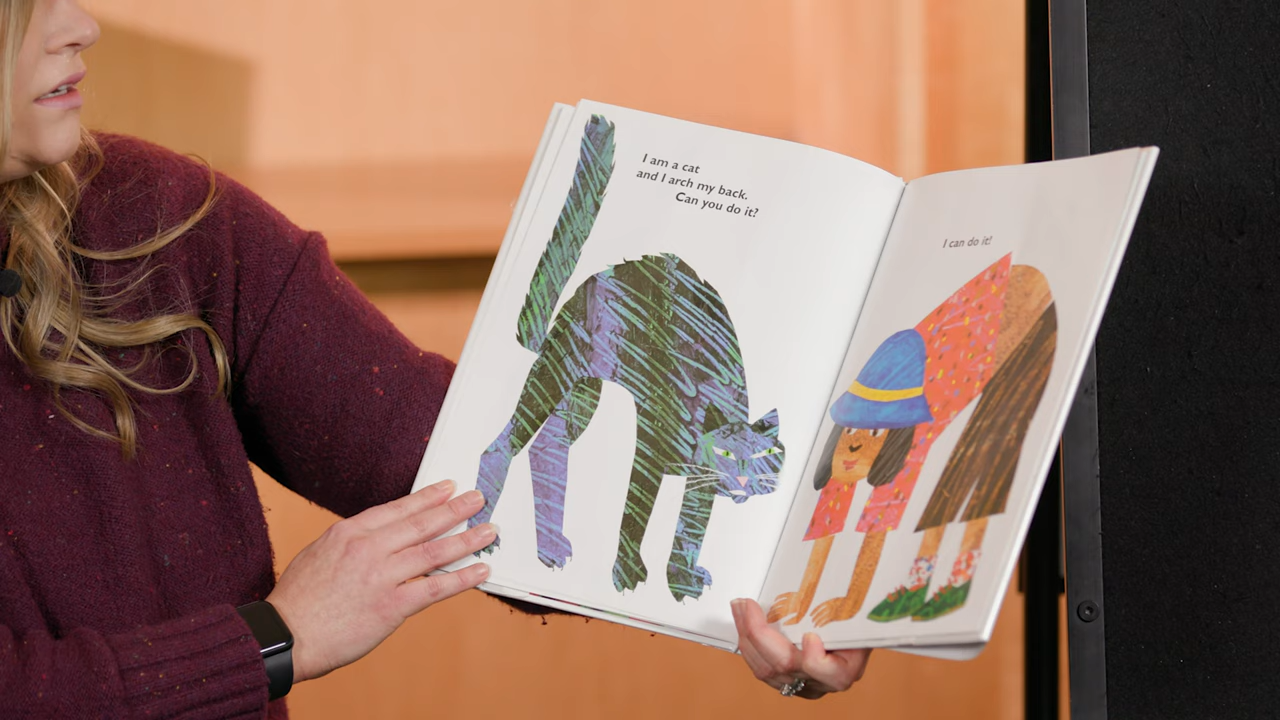 I am a cat
and I arch my back.
Can you do it?
I can do it!